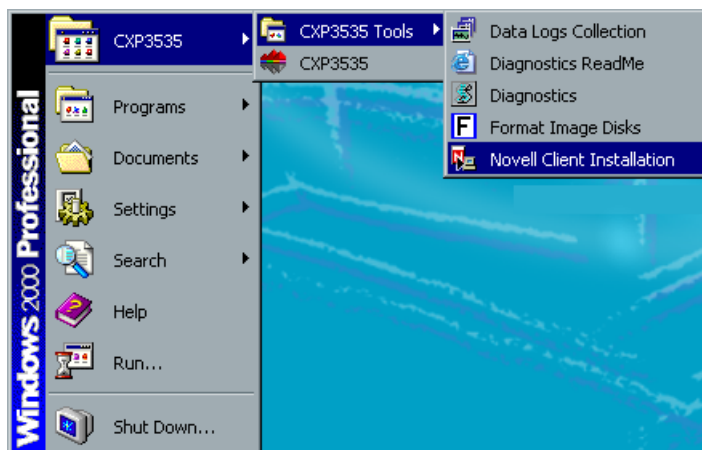 Windows 2000 Professional
CXP3535
Programs
Documents
Settings
Search
Help
Run...
Shut Down...
CXP3535 Tools
CXP3535
Data Logs Collection
Diagnostics ReadMe
Diagnostics
F Format Image Disks
Novell Client Installation